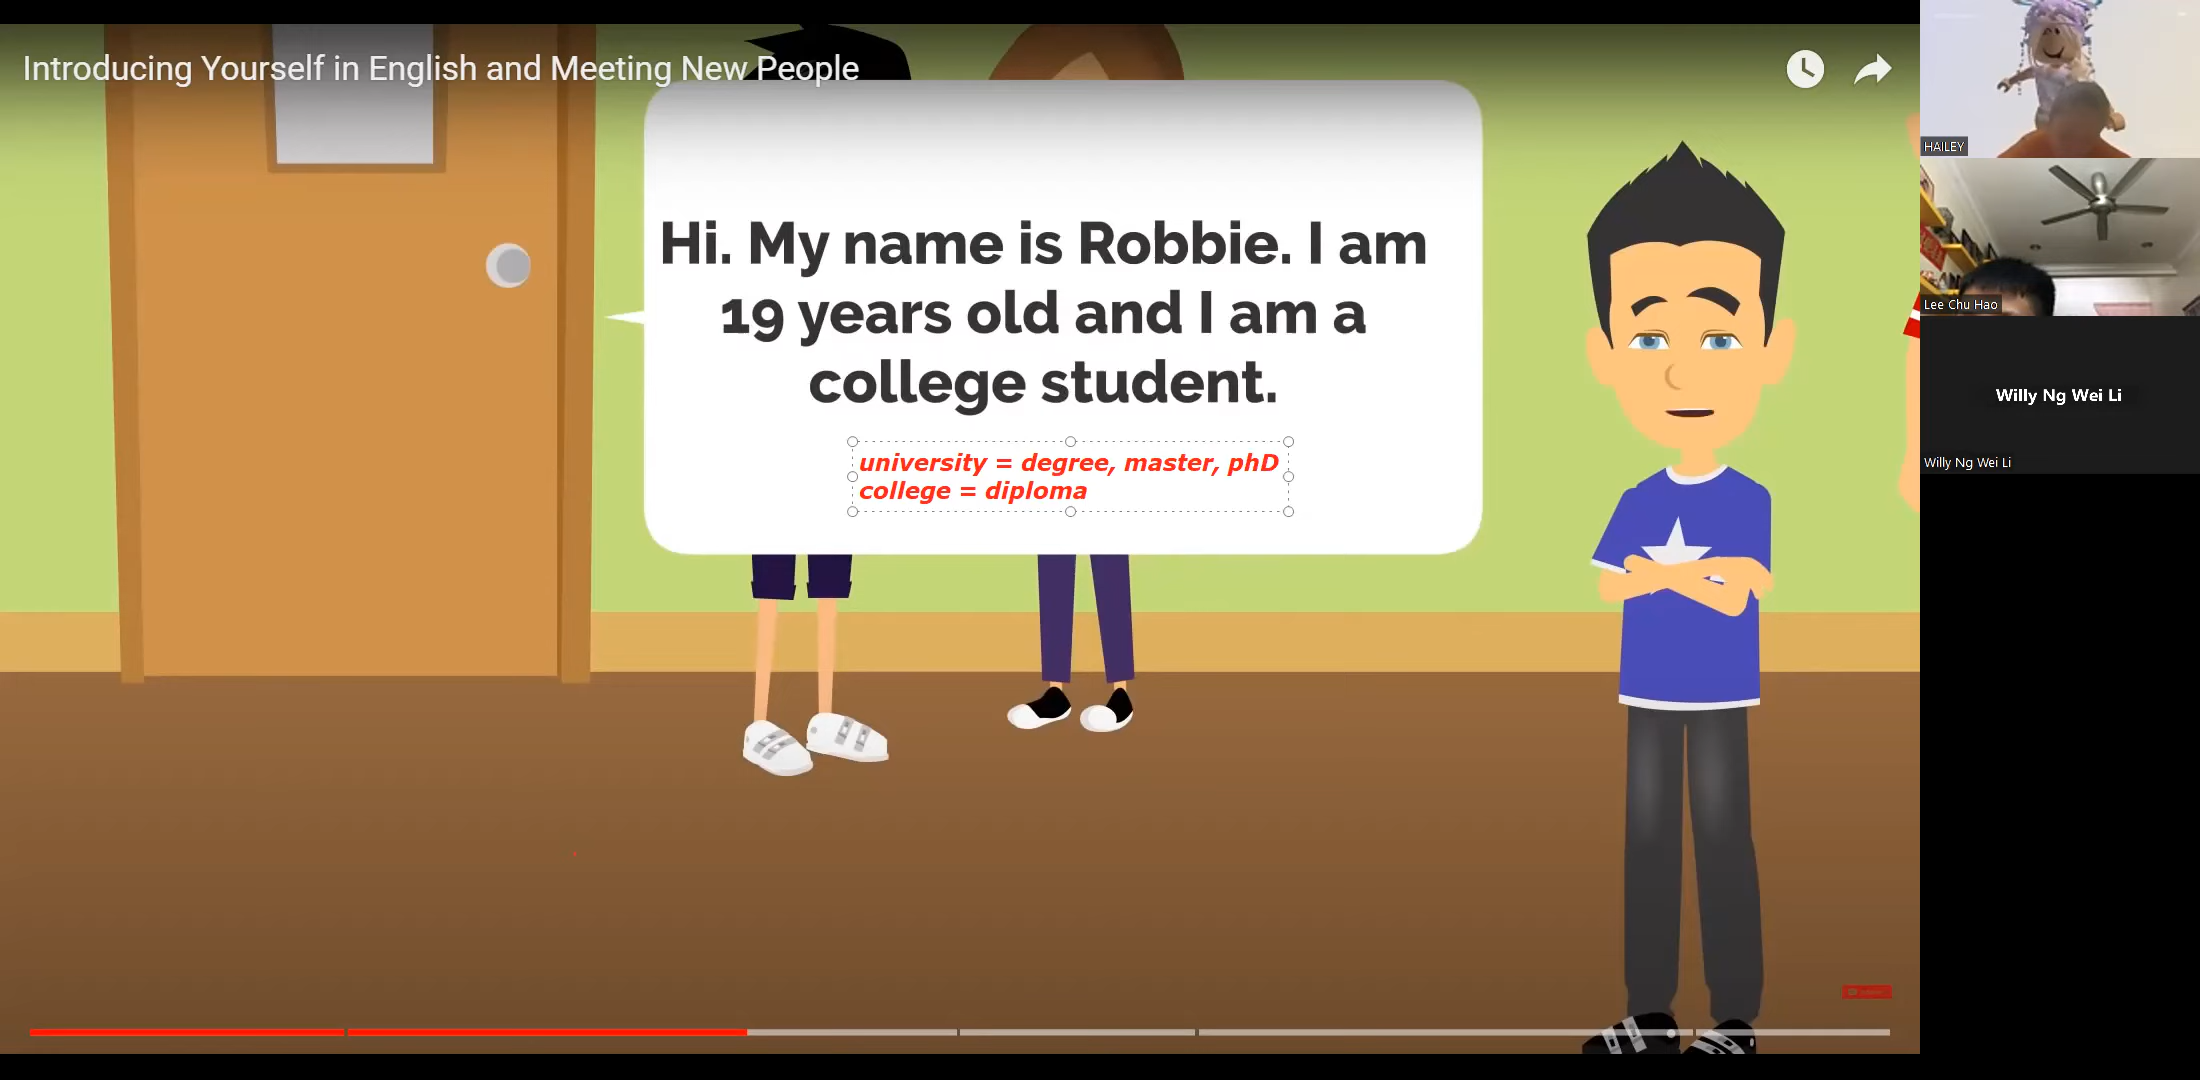 Introducing Yourself in English and Meeting New People
Hi. My name is Robbie. I am
19 years old and I am a
college student.
university = degree, master, phD
college = diploma
HAILEY
Lee Chu Hao
Willy Ng Wei Li
Willy Ng Wei Li